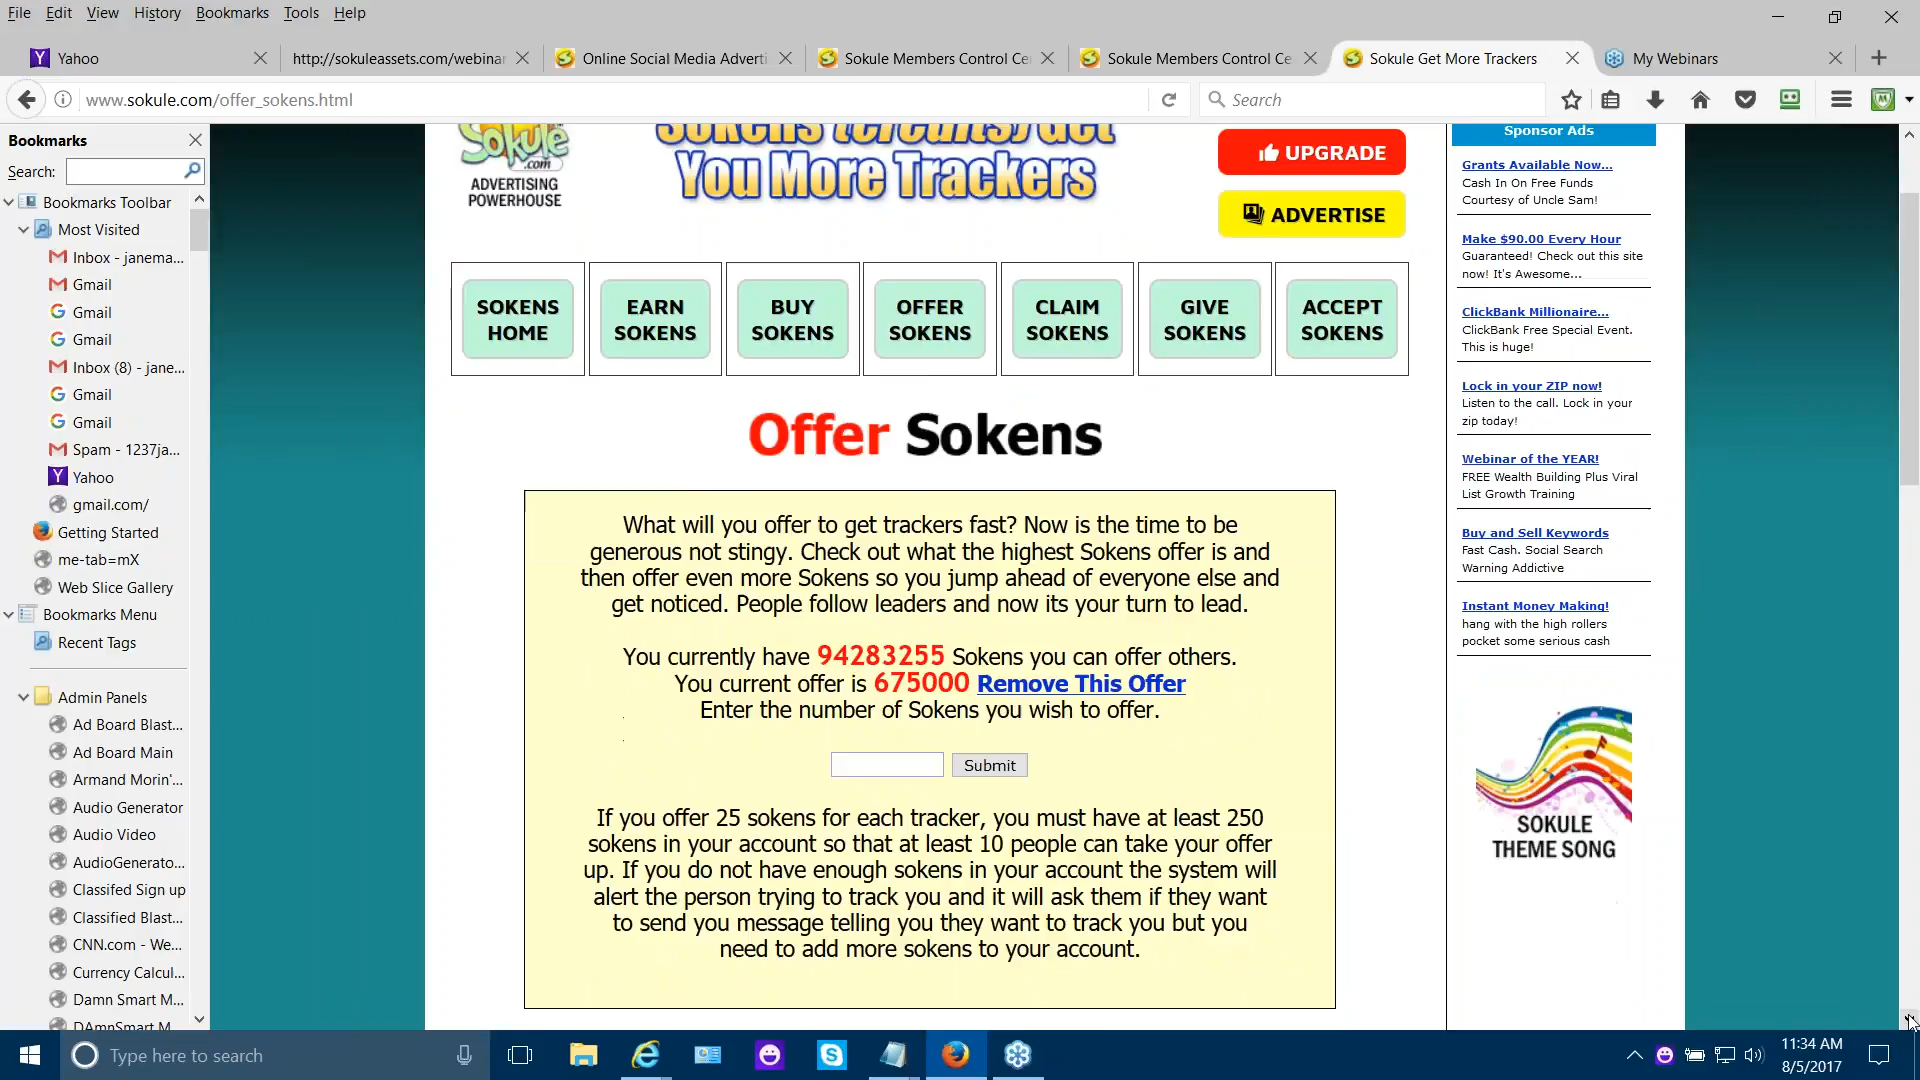 File Edit View History Bookmarks Tools Help
Yahoo
http://sokuleassets.com/webinar
Online Social Media Adverti
Sokule Members Control Ce
Sokule Members Control Ce
Sokule Get More Trackers
My Webinars
www.sokule.com/offer_sokens.html
Search
Bookmarks
Search:
Bookmarks Toolbar
Most Visited
Inbox - janema...
Gmail
Gmail
Gmail
Inbox (8) - jane...
Gmail
Gmail
Spam - 1237ja...
Yahoo
gmail.com/
Getting Started
me-tab=mX
Web Slice Gallery
Bookmarks Menu
Recent Tags
Admin Panels
Ad Board Blast...
Ad Board Main
Armand Morin'...
Audio Generator
Audio Video
AudioGenerato...
Classifed Sign up
Classified Blast...
CNN.com - We...
Currency Calcul...
Damn Smart M...
DAmnSmart M
Sokule
.com
ADVERTISING
POWERHOUSE
Sokens (credits) Get
You More Trackers
UPGRADE
ADVERTISE
SOKENS HOME
EARN SOKENS
BUY SOKENS
OFFER SOKENS
CLAIM SOKENS
GIVE SOKENS
ACCEPT SOKENS
Offer Sokens
What will you offer to get trackers fast? Now is the time to be
generous not stingy. Check out what the highest Sokens offer is and
then offer even more Sokens so you jump ahead of everyone else and
get noticed. People follow leaders and now its your turn to lead.
You currently have 94283255 Sokens you can offer others.
You current offer is 675000 Remove This Offer
Enter the number of Sokens you wish to offer.
Submit
If you offer 25 sokens for each tracker, you must have at least 250
sokens in your account so that at least 10 people can take your offer
up. If you do not have enough sokens in your account the system will
alert the person trying to track you and it will ask them if they want
to send you message telling you they want to track you but you
need to add more sokens to your account.
Sponsor Ads
Grants Available Now...
Cash In On Free Funds
Courtesy of Uncle Sam!
Make $90.00 Every Hour
Guaranteed! Check out this site
now! It's Awesome...
ClickBank Millionaire...
ClickBank Free Special Event.
This is huge!
Lock in your ZIP now!
Listen to the call. Lock in your
zip today!
Webinar of the YEAR!
FREE Wealth Building Plus Viral
List Growth Training
Buy and Sell Keywords
Fast Cash. Social Search
Warning Addictive
Instant Money Making!
hang with the high rollers
pocket some serious cash
SOKULE
THEME SONG
Type here to search
11:34 AM
8/5/2017